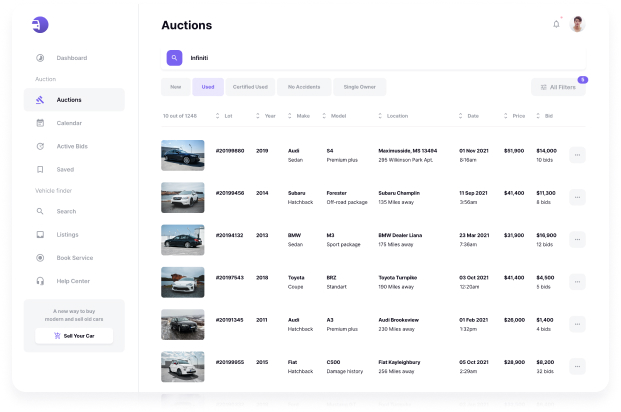 Auctions
Dashboard
Auction
Auctions
Calendar
Active Bids
Saved
Vehicle finder
Search
Listings
Book Service
Help Center
A new way to buy
modern and sell old cars
Sell Your Car
Infiniti
New Used Certified Used No Accidents Single Owner 5 All Filters
10 out of 1248 Lot Year Make Model Location Date Price Bid
#20199680 2019 Audi S4 Maximusside, MS 13494 01 Nov 2021 $51,900 $14,000
Sedan Premium plus 295 Wilkinson Park Apt. 8:16am 10 bids
#20199456 2014 Subaru Forester Subaru Champlin 11 Sep 2021 $41,400 $11,300
Hatchback Off-road package 135 Miles away 3:56am 8 bids
#20194132 2013 BMW M3 BMW Dealer Liana 23 Mar 2021 $31,900 $16,900
Sedan Sport package 175 Miles away 7:36am 12 bids
#20197543 2018 Toyota BRZ Toyota Turnpike 03 Oct 2021 $41,400 $4,500
Coupe Standart 190 Miles away 12:20am 5 bids
#20191345 2011 Audi A3 Audi Brookeview 01 Feb 2021 $26,000 $1,400
Hatchback Premium plus 230 Miles away 1:32pm 4 bids
#20199955 2015 Fiat C500 Fiat Kayleighbury 05 Oct 2021 $28,900 $8,200
Hatchback Damage history 256 Miles away 2:29am 32 bids